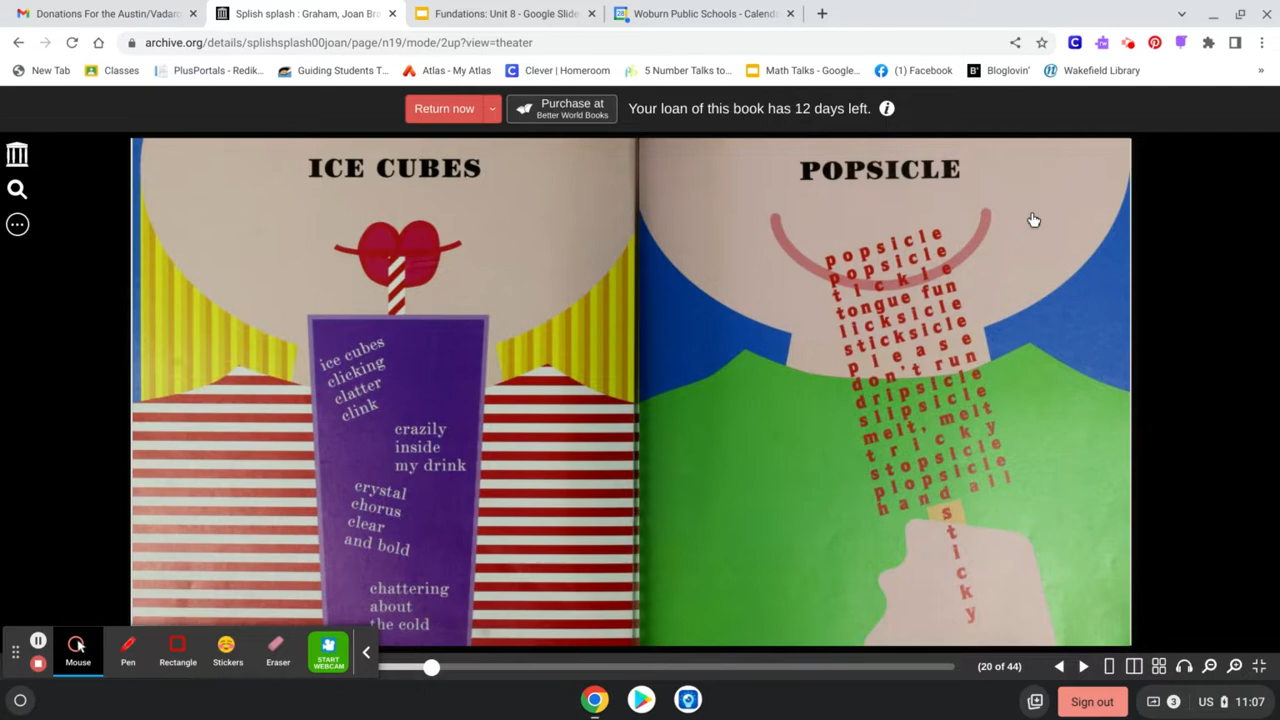 Donations For the Austin/Vadaro
Splish splash : Graham, Joan Bra
Fundations: Unit 8 - Google Slide
Woburn Public Schools - Calenda
archive.org/details/splishsplash00joan/page/n19/mode/2up?view=theater
New Tab
Classes
PlusPortals - Redik...
Guiding Students T...
Atlas - My Atlas
Clever | Homeroom
5 Number Talks to...
Math Talks - Google...
(1) Facebook
Bloglovin'
Wakefield Library
»
Return now
Purchase at
Better World Books
Your loan of this book has 12 days left.
ICE CUBES
ice cubes
clicking
clatter
clink
crazily
inside
my drink
crystal
chorus
clear
and bold
chattering
about
the cold
POPSICLE
popsicle
popsicle
tickle
tongue fun
licksicle
sticksicle
please
don't run
dripsicle
slipsicle
melt, melt
tricky
stopsicle
plopsicle
hand all
s
t
i
c
k
y
Mouse
Pen
Rectangle
Stickers
Eraser
START
WEBCAM
(20 of 44)
Sign out
3
US
11:07